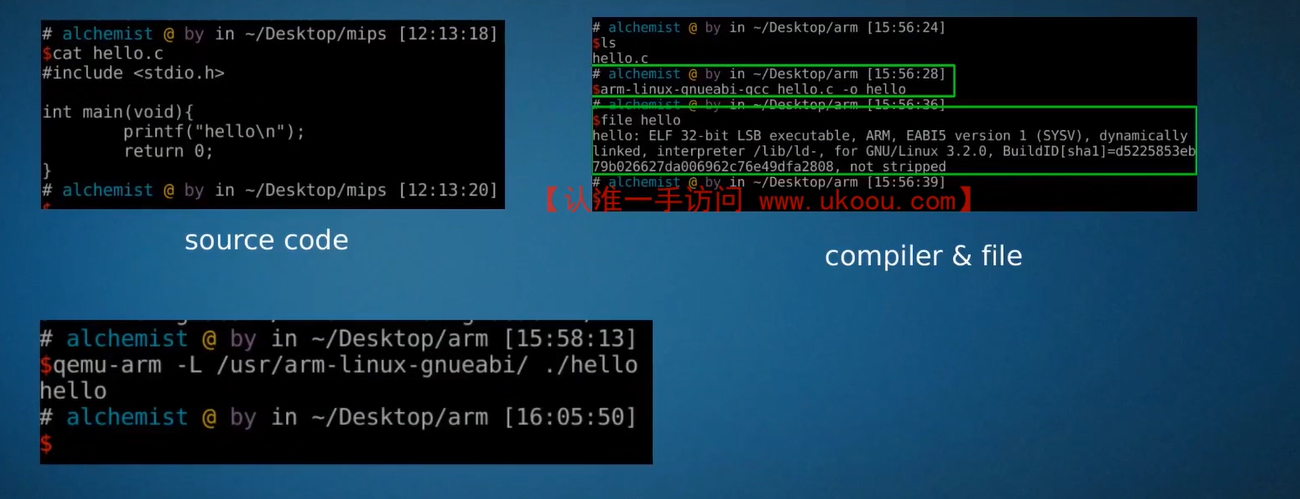 # alchemist @ by in ~/Desktop/mips [12:13:18]
$cat hello.c
#include <stdio.h>
int main(void){
printf("hello\n");
return 0;
}
# alchemist @ by in ~/Desktop/mips [12:13:20]
$
source code
# alchemist @ by in ~/Desktop/arm [15:56:24]
$ls
hello.c
# alchemist @ by in ~/Desktop/arm [15:56:28]
$arm-linux-gnueabi-gcc hello.c -o hello
# alchemist @ by in ~/Desktop/arm [15:56:36]
$file hello
hello: ELF 32-bit LSB executable, ARM, EABI5 version 1 (SYSV), dynamically
linked, interpreter /lib/ld-, for GNU/Linux 3.2.0, BuildID[sha1]=d5225853eb
79b026627da006962c76e49dfa2808, not stripped
# alchemist @ by in ~/Desktop/arm [15:56:39]
$
【认准一手访问 www.ukoou.com】
compiler & file
# alchemist @ by in ~/Desktop/arm [15:58:13]
$qemu-arm -L /usr/arm-linux-gnueabi/ ./hello
hello
# alchemist @ by in ~/Desktop/arm [16:05:50]
$